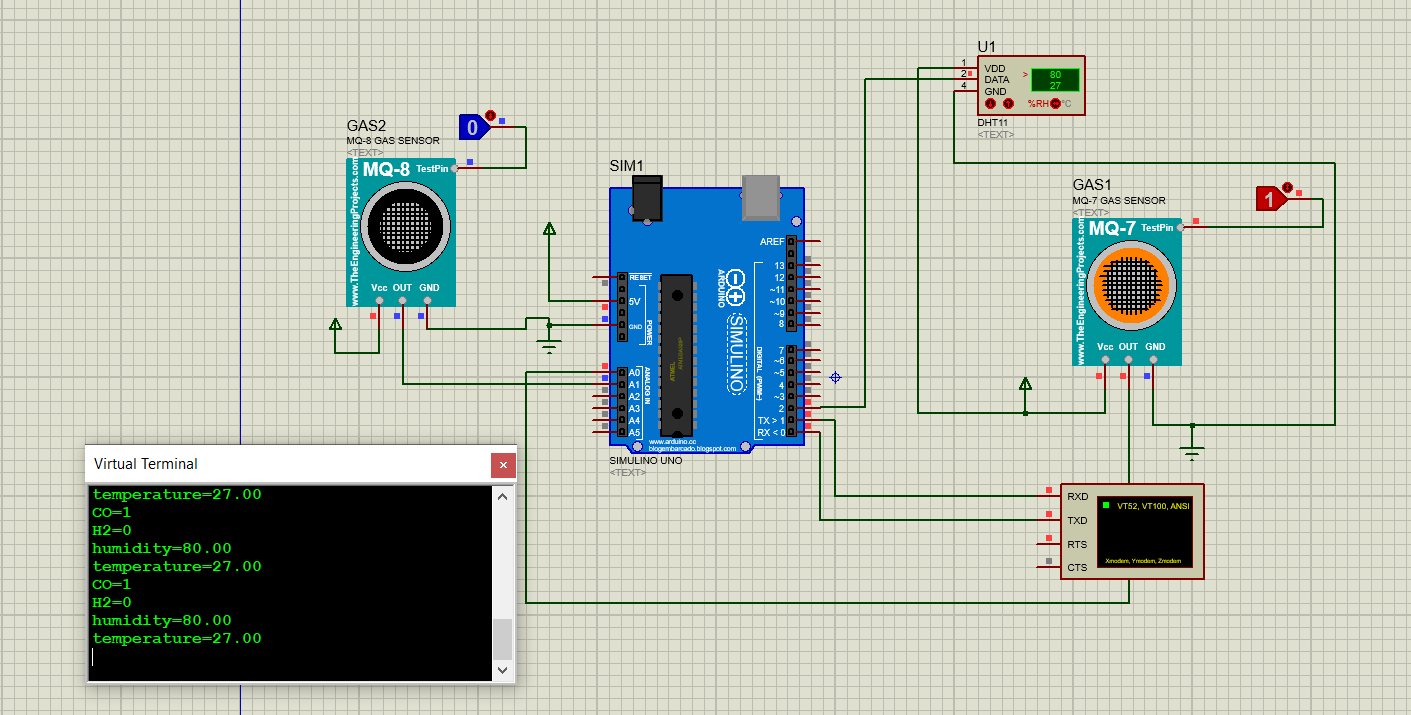 U1
1 VDD
2 DATA
4 GND
> 80
27
%RH °C
DHT11
<TEXT>
GAS2
MQ-8 GAS SENSOR
<TEXT>
0
MQ-8 TestPin
www.TheEngineeringProjects.com
Vcc OUT GND
SIM1
AREF
13
12
~11
~10
~9
8
7
~6
~5
4
~3
2
TX > 1
RX < 0
RESET
5V
GND
POWER
A0
A1
A2
A3
A4
A5
ANALOG IN
ARDUINO
SIMULINO
DIGITAL (PWM~)
ATMEL
www.arduino.cc
blogembarcado.blogspot.com
SIMULINO UNO
<TEXT>
GAS1
MQ-7 GAS SENSOR
<TEXT>
1
MQ-7 TestPin
www.TheEngineeringProjects.com
Vcc OUT GND
RXD
TXD
RTS
CTS
VT52, VT100, ANSI
Xmodem, Ymodem, Zmodem
Virtual Terminal
temperature=27.00
CO=1
H2=0
humidity=80.00
temperature=27.00
CO=1
H2=0
humidity=80.00
temperature=27.00